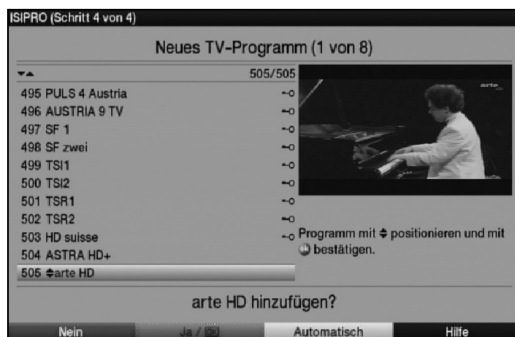 ISIPRO (Schritt 4 von 4)
Neues TV-Programm (1 von 8)
505/505
495 PULS 4 Austria
496 AUSTRIA 9 TV
497 SF 1
498 SF zwei
499 TSI1
500 TSI2
501 TSR1
502 TSR2
503 HD suisse
504 ASTRA HD+
505 arte HD
arte
Programm mit positionieren und mit
bestätigen.
arte HD hinzufügen?
Nein
Ja / OK
Automatisch
Hilfe